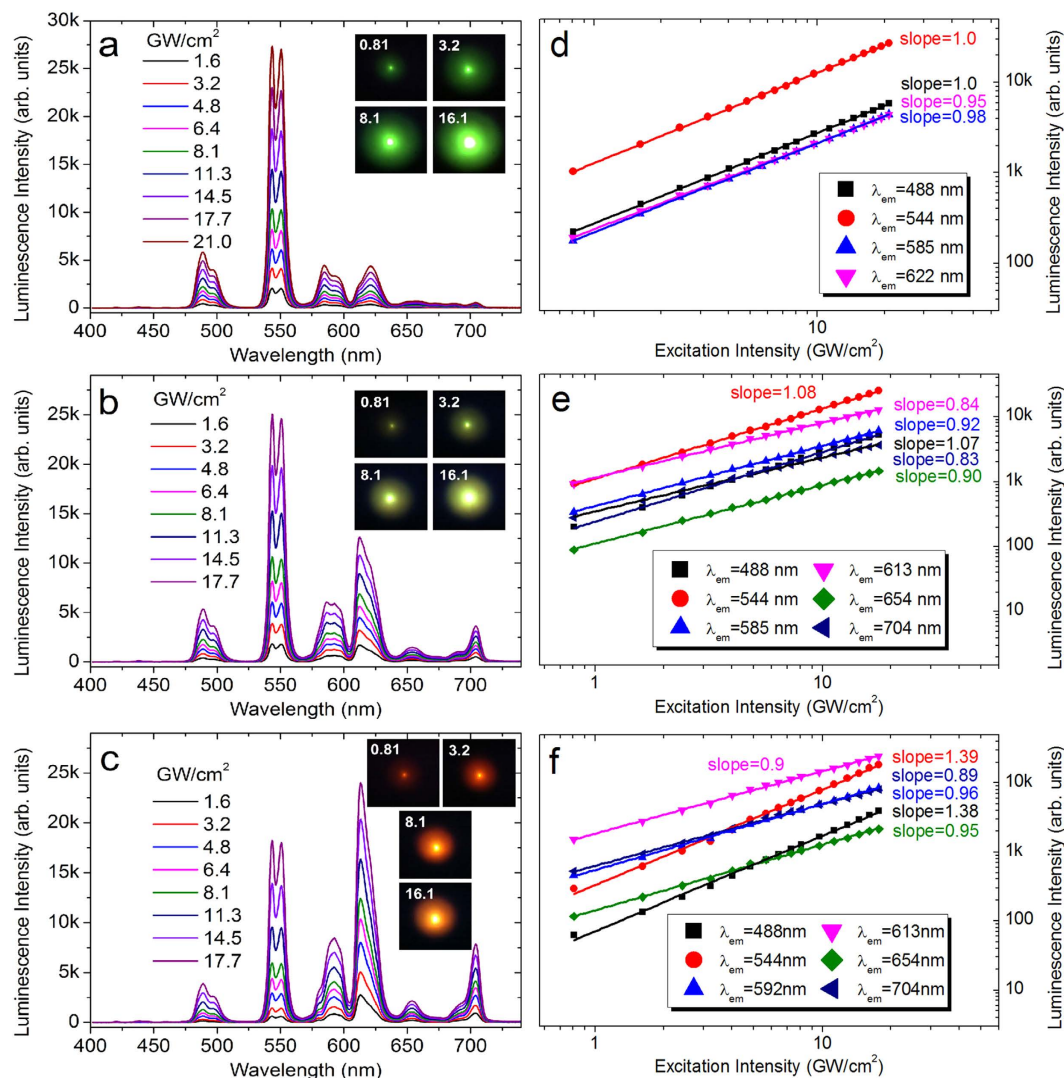 a
GW/cm²
1.6
3.2
4.8
6.4
8.1
11.3
14.5
17.7
21.0
0.81
3.2
8.1
16.1
30k
25k
20k
15k
10k
5k
0
400 450 500 550 600 650 700
Wavelength (nm)
Luminescence Intensity (arb. units)
d
slope=1.0
slope=1.0
slope=0.95
slope=0.98
λem=488 nm
λem=544 nm
λem=585 nm
λem=622 nm
10k
1k
100
10
Excitation Intensity (GW/cm²)
Luminescence Intensity (arb. units)
b
GW/cm²
1.6
3.2
4.8
6.4
8.1
11.3
14.5
17.7
0.81
3.2
8.1
16.1
25k
20k
15k
10k
5k
0
400 450 500 550 600 650 700
Wavelength (nm)
Luminescence Intensity (arb. units)
e
slope=1.08
slope=0.84
slope=0.92
slope=1.07
slope=0.83
slope=0.90
λem=488 nm
λem=613 nm
λem=544 nm
λem=654 nm
λem=585 nm
λem=704 nm
10k
1k
100
10
1 10
Excitation Intensity (GW/cm²)
Luminescence Intensity (arb. units)
c
GW/cm²
1.6
3.2
4.8
6.4
8.1
11.3
14.5
17.7
0.81
3.2
8.1
16.1
25k
20k
15k
10k
5k
0
400 450 500 550 600 650 700
Wavelength (nm)
Luminescence Intensity (arb. units)
f
slope=0.9
slope=1.39
slope=0.89
slope=0.96
slope=1.38
slope=0.95
λem=488nm
λem=613nm
λem=544nm
λem=654nm
λem=592nm
λem=704nm
10k
1k
100
10
1 10
Excitation Intensity (GW/cm²)
Luminescence Intensity (arb. units)